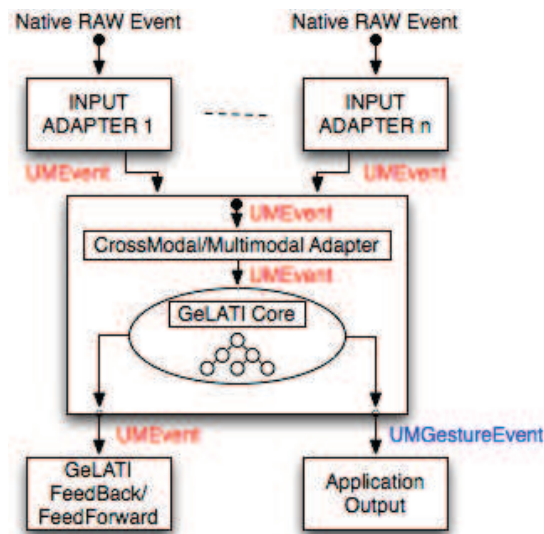 Native RAW Event
Native RAW Event
INPUT
ADAPTER 1
INPUT
ADAPTER n
UMEvent
UMEvent
UMEvent
CrossModal/Multimodal Adapter
UMEvent
GeLATI Core
UMEvent
UMGestureEvent
GeLATI
FeedBack/
FeedForward
Application
Output